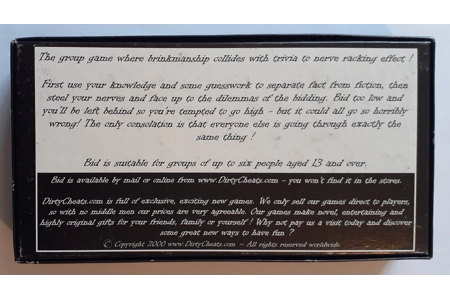 The group game where brinkmanship collides with trivia to nerve racking effect !
First use your knowledge and some guesswork to separate fact from fiction, then
steel your nerves and face up to the dilemmas of the bidding. Bid too low and
you'll be left behind so you're tempted to go high - but it could all go so horribly
wrong! The only consolation is that everyone else is going through exactly the
same thing !
Bid is suitable for groups of up to six people aged 13 and over.
Bid is available by mail or online from www.DirtyCheats.com - you won't find it in the stores.
DirtyCheats.com is full of exclusive, exciting new games. We only sell our games direct to players,
so with no middle men our prices are very agreeable. Our games make novel, entertaining and
highly original gifts for your friends, family or yourself ! Why not pay us a visit today and discover
some great new ways to have fun ?
© Copyright 2000 www.DirtyCheats.com - All rights reserved worldwide.